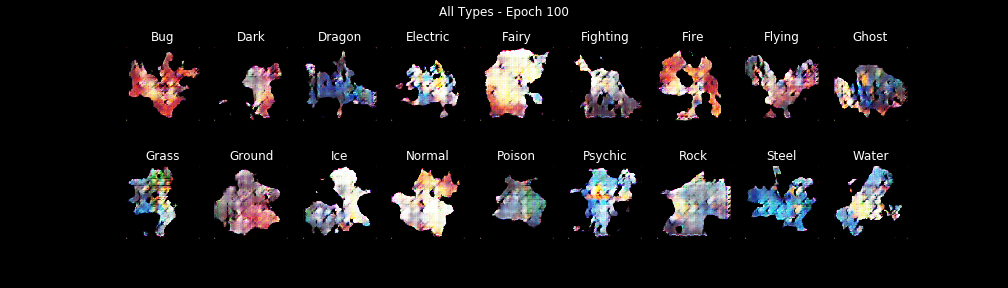 All Types - Epoch 100
Bug Dark Dragon Electric Fairy Fighting Fire Flying Ghost
Grass Ground Ice Normal Poison Psychic Rock Steel Water